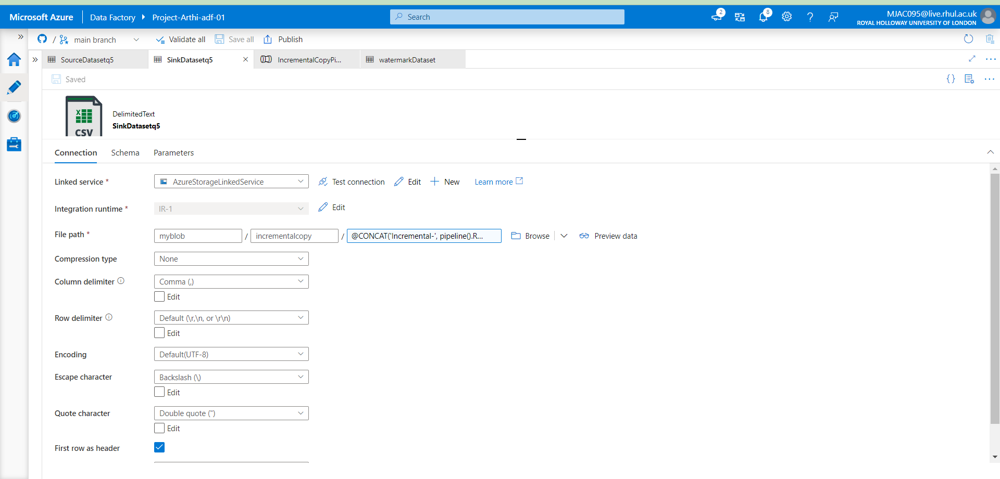 Microsoft Azure
Data Factory
Project-Arthi-adf-01
Search
2
8
MJAC095@live.rhul.ac.uk
ROYAL HOLLOWAY UNIVERSITY OF LONDON
/
main branch
Validate all
Save all
Publish
SourceDatasetq5
SinkDatasetq5
IncrementalCopyPi...
watermarkDataset
Saved
{}
X
CSV
DelimitedText
SinkDatasetq5
Connection
Schema
Parameters
Linked service *
AzureStorageLinkedService
Test connection
Edit
New
Learn more
Integration runtime *
IR-1
Edit
File path *
myblob / incrementalcopy / @CONCAT('Incremental-', pipeline().R...
Browse
Preview data
Compression type
None
Column delimiter
Comma (,)
Edit
Row delimiter
Default (\r,\n, or \r\n)
Edit
Encoding
Default(UTF-8)
Escape character
Backslash (\)
Edit
Quote character
Double quote (")
Edit
First row as header